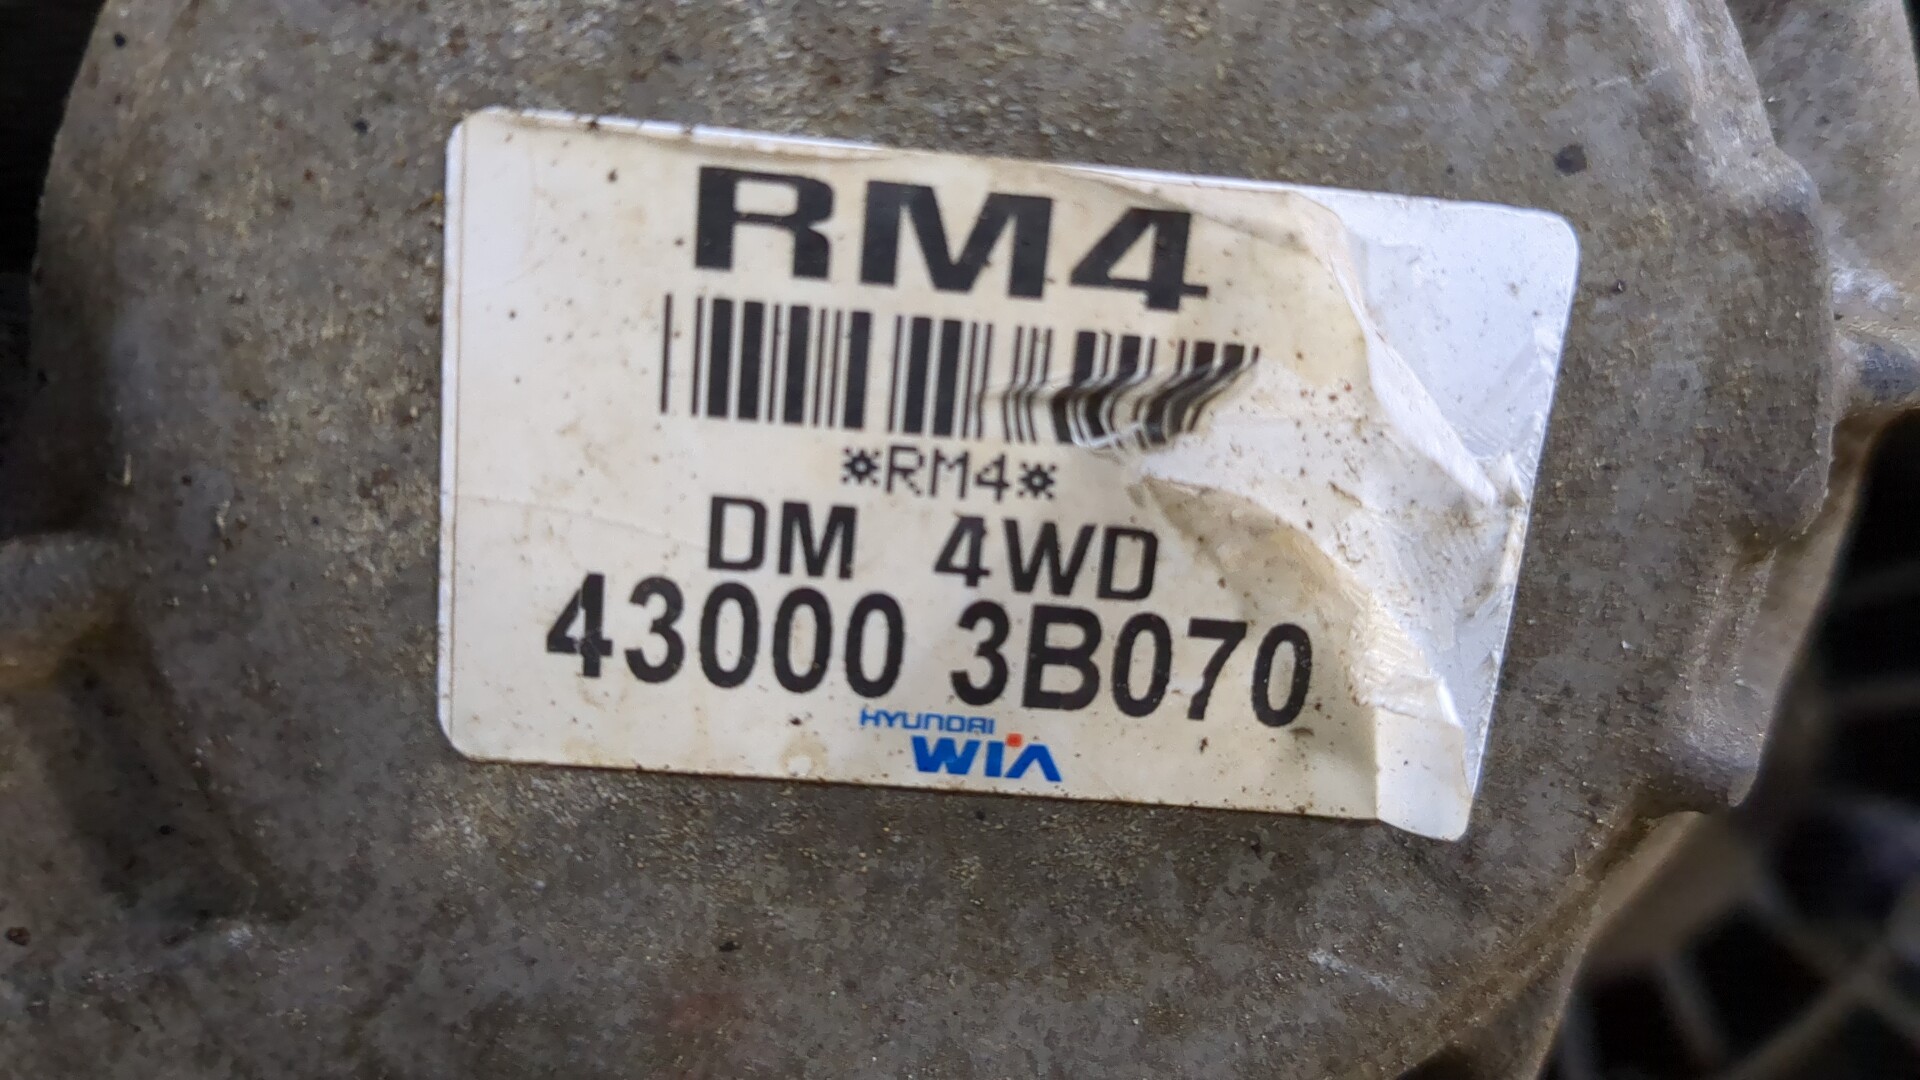 RM4
*RM4*
DM 4WD
43000 3B070
HYUNDAI
WIA